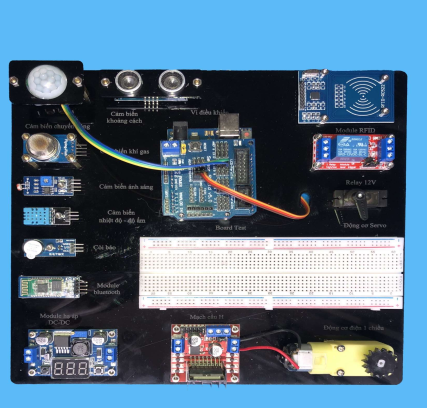 Cảm biến
khoảng cách
Vi điều khiển
Cảm biến chuyển động
Module RFID
biến khí gas
Cảm biến ánh sáng
Relay 12V
Cảm biến
nhiệt độ - độ ẩm
Động cơ Servo
Board Test
Còi báo
Module
bluetooth
Module hạ áp
DC-DC
Mạch cầu H
Động cơ điện 1 chiều